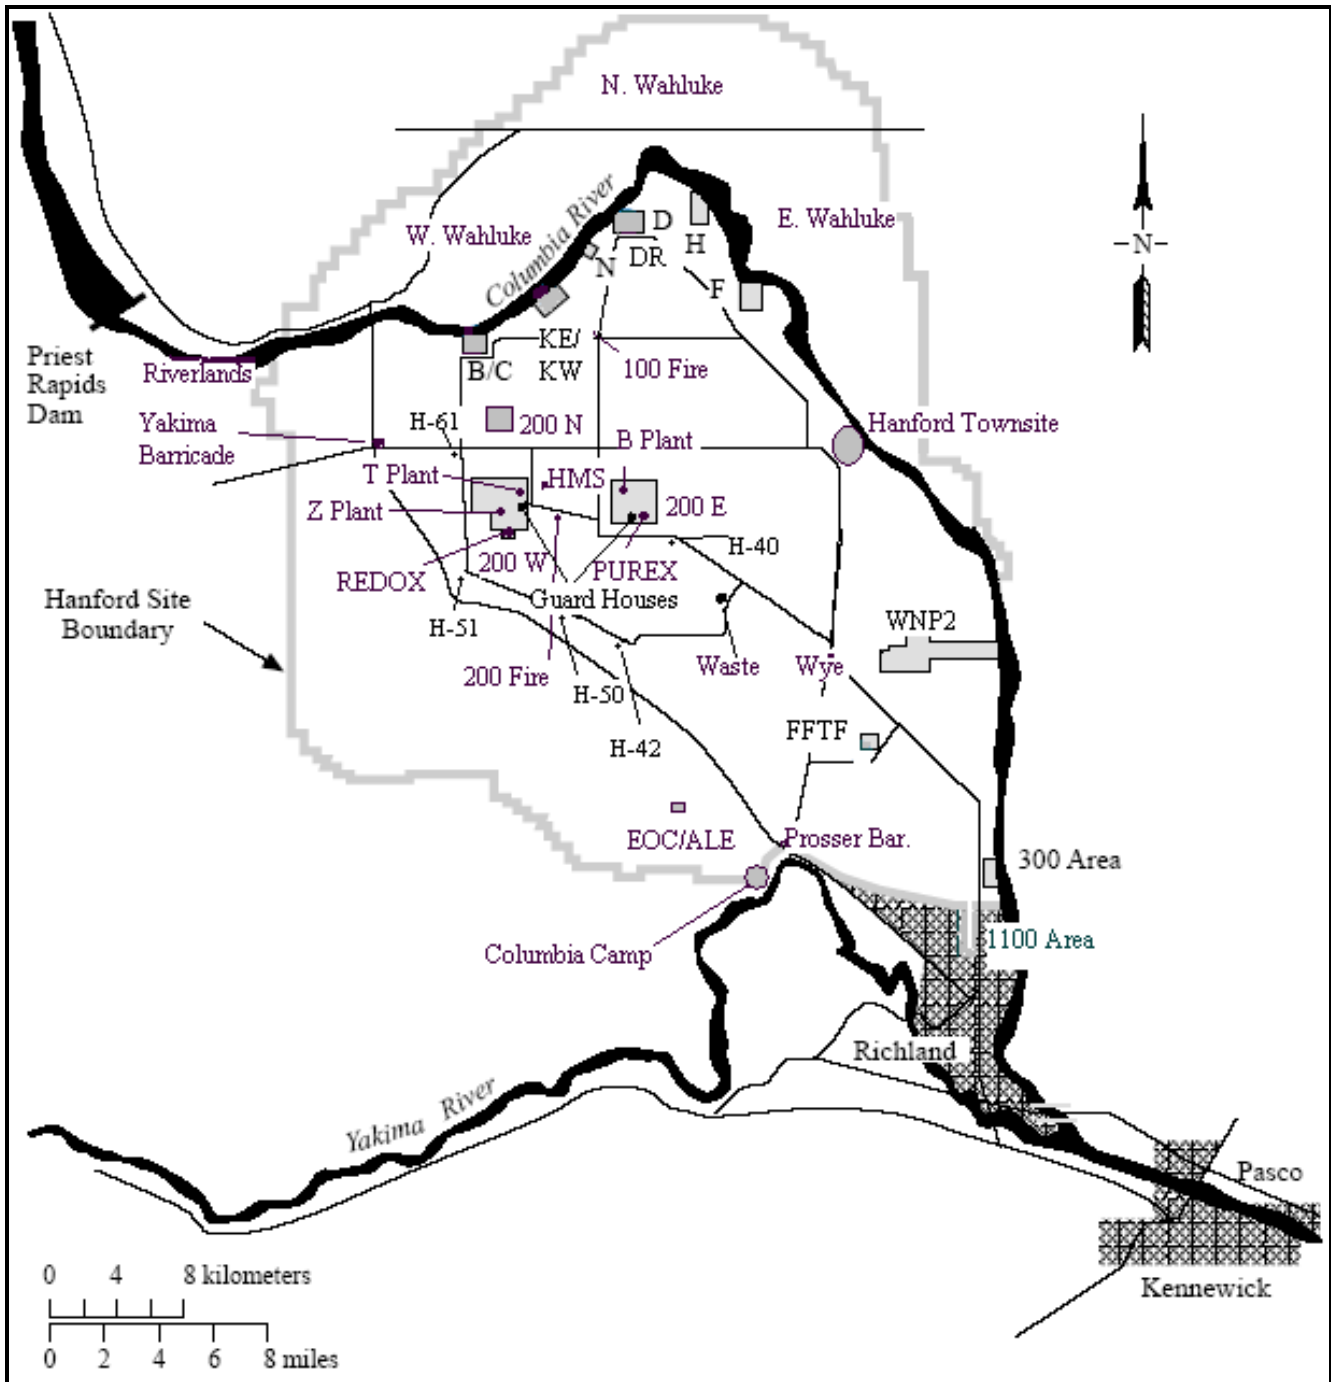 N. Wahluke
Columbia River
D
E. Wahluke
W. Wahluke
H
–N–
DR
N
F
Priest
Rapids
Dam
Riverlands
KE/
KW
B/C
100 Fire
Yakima
Barricade
H-61
200 N
B Plant
Hanford Townsite
T Plant
HMS
Z Plant
200 E
H-40
200 W
REDOX
PUREX
Hanford Site
Boundary
Guard Houses
H-51
WNP2
200 Fire
Waste
Wye
H-50
H-42
FFTF
EOC/ALE
Prosser Bar.
300 Area
Columbia Camp
1100 Area
Richland
Yakima River
Pasco
Kennewick
0 4 8 kilometers
0 2 4 6 8 miles